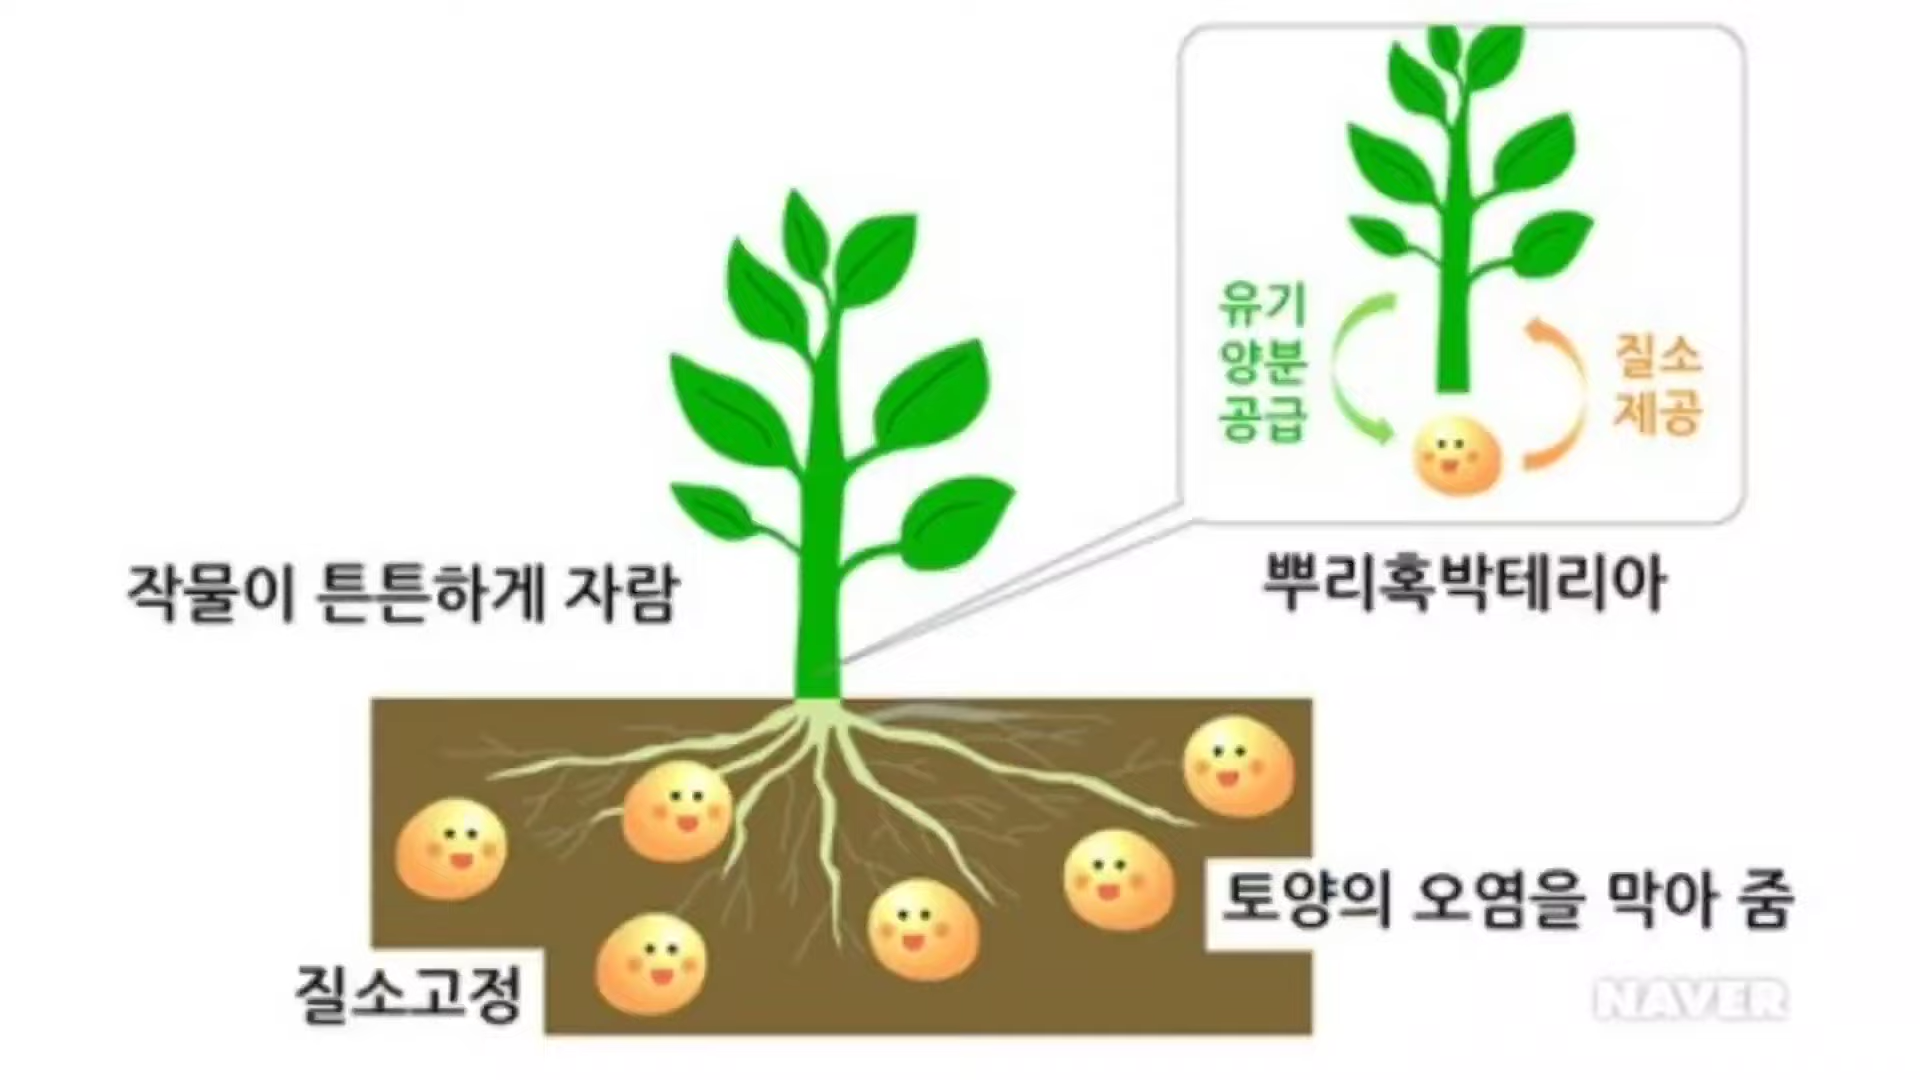 유기
양분
공급
질소
제공
작물이 튼튼하게 자람
뿌리혹박테리아
토양의 오염을 막아 줌
질소고정
NAVER